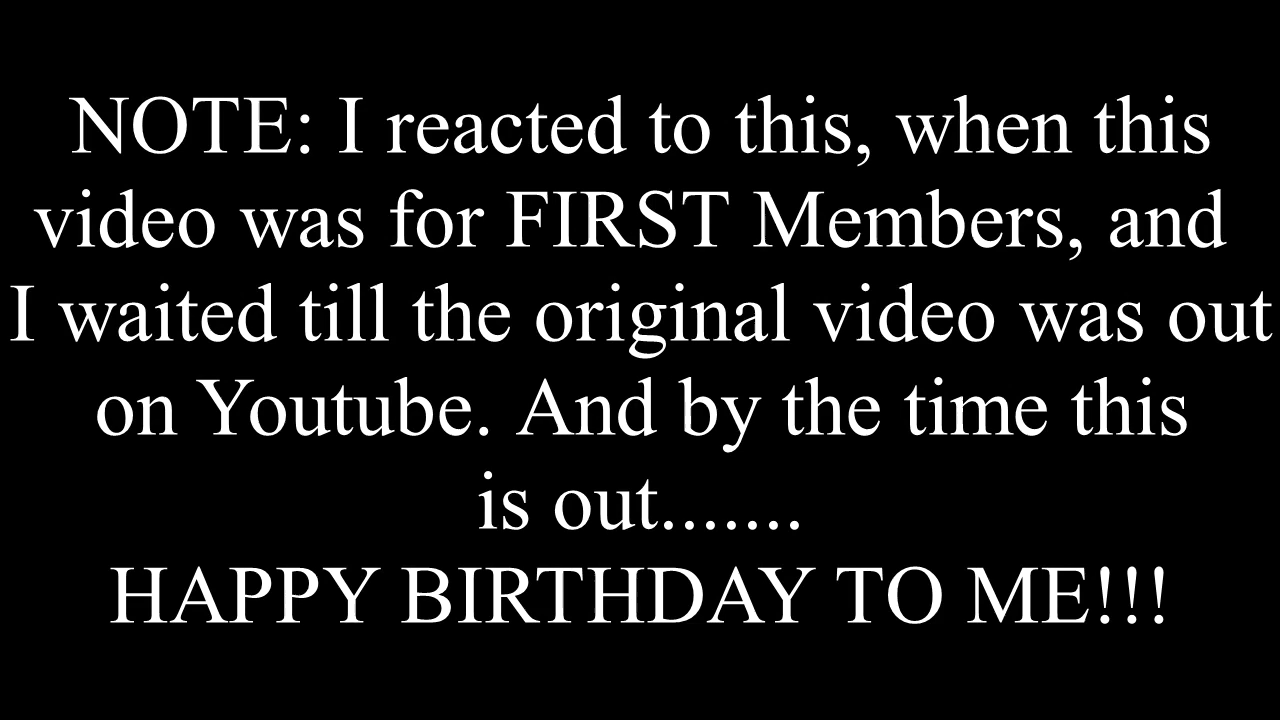 NOTE: I reacted to this, when this
video was for FIRST Members, and
I waited till the original video was out
on Youtube. And by the time this
is out.......
HAPPY BIRTHDAY TO ME!!!